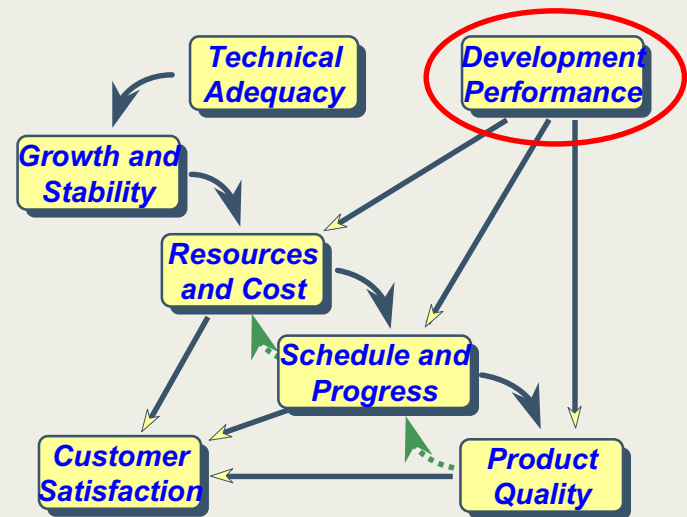 Technical
Adequacy
Development
Performance
Growth and
Stability
Resources
and Cost
Schedule and
Progress
Customer
Satisfaction
Product
Quality